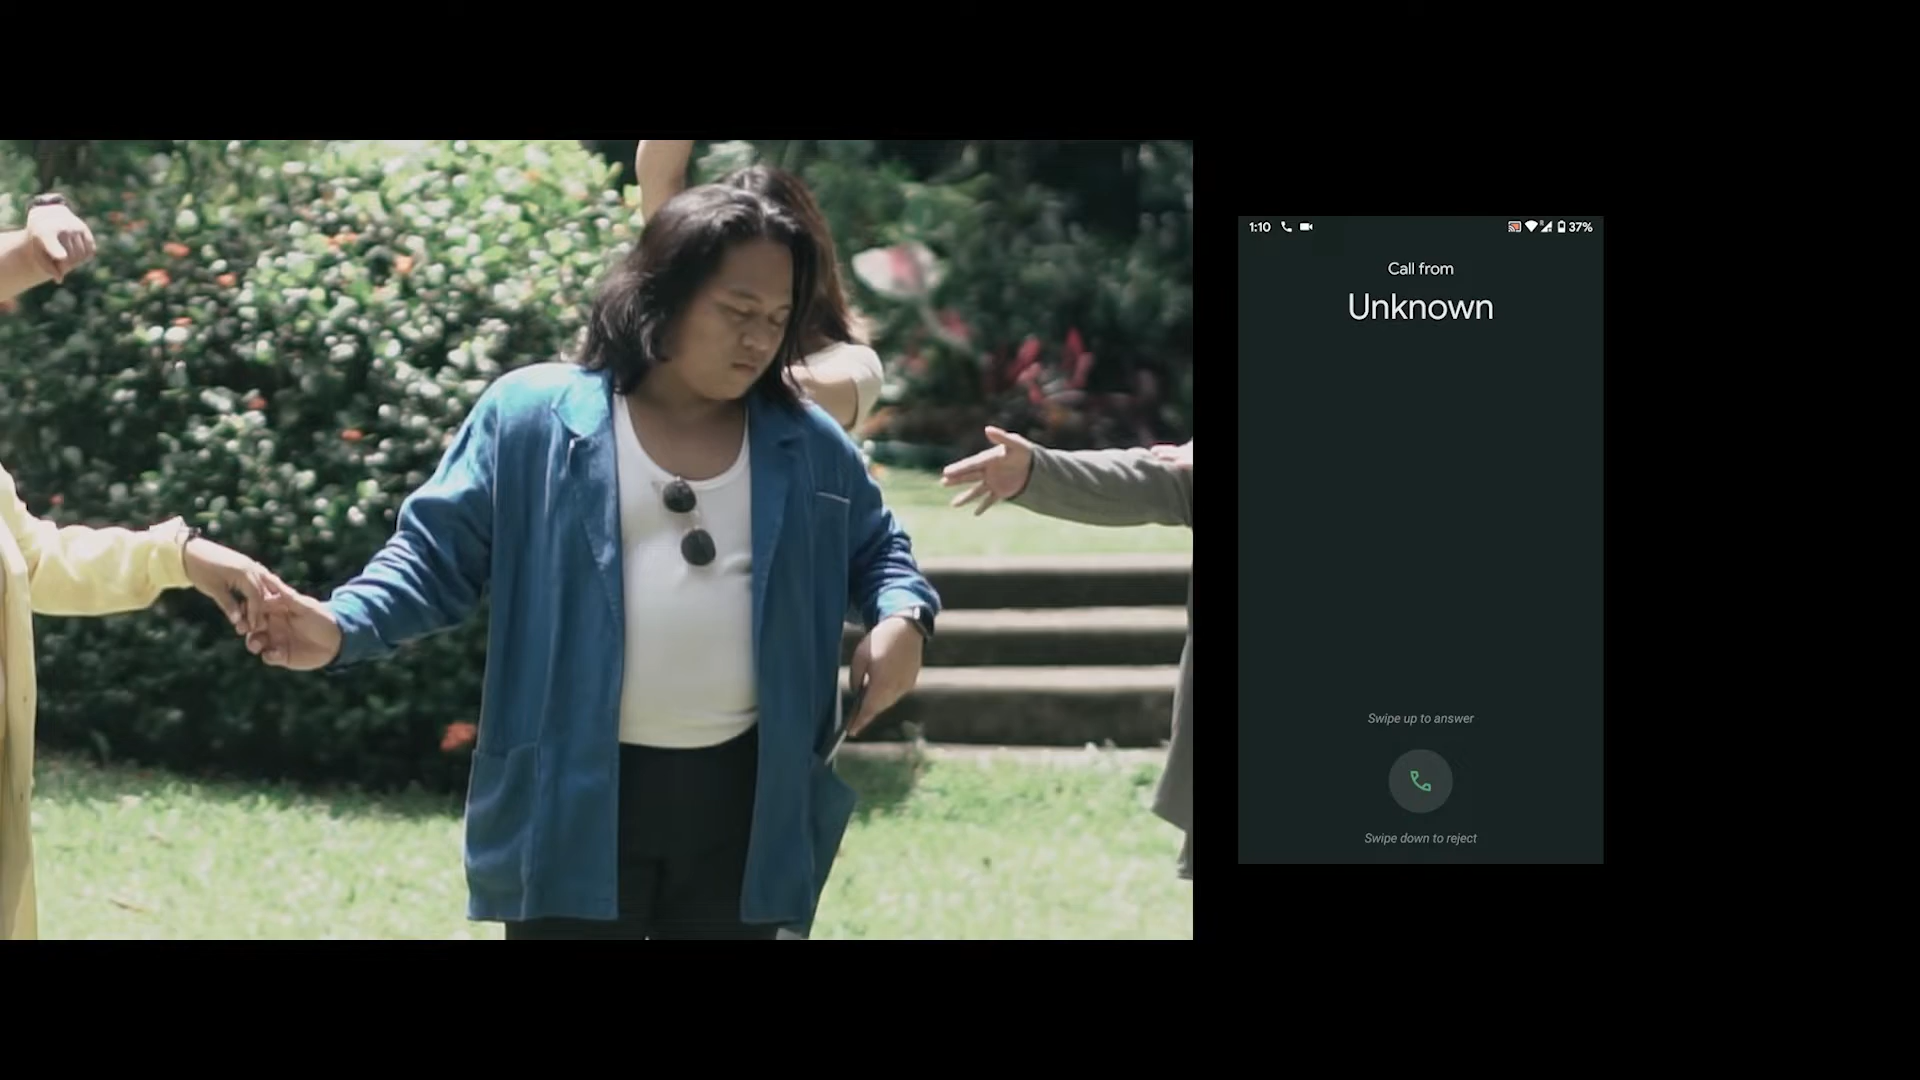 1:10 37%
Call from
Unknown
Swipe up to answer
Swipe down to reject